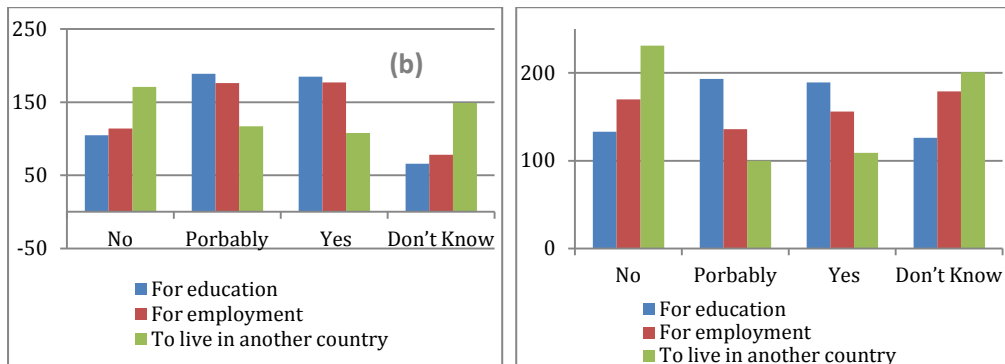 250
150
50
-50
(b)
No Porbably Yes Don't Know
For education
For employment
To live in another country
200
100
0
No Porbably Yes Don't Know
For education
For employment
To live in another country